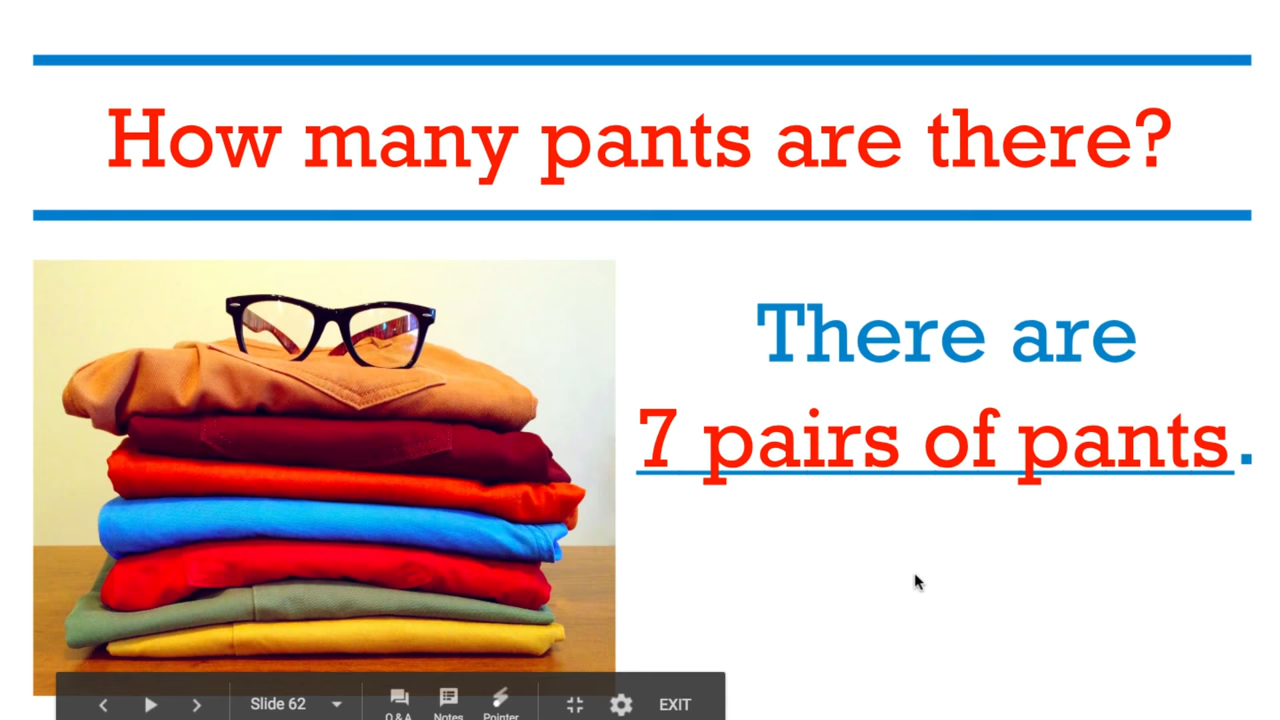 How many pants are there?
There are
7 pairs of pants.
Slide 62
Q & A
Notes
Pointer
EXIT